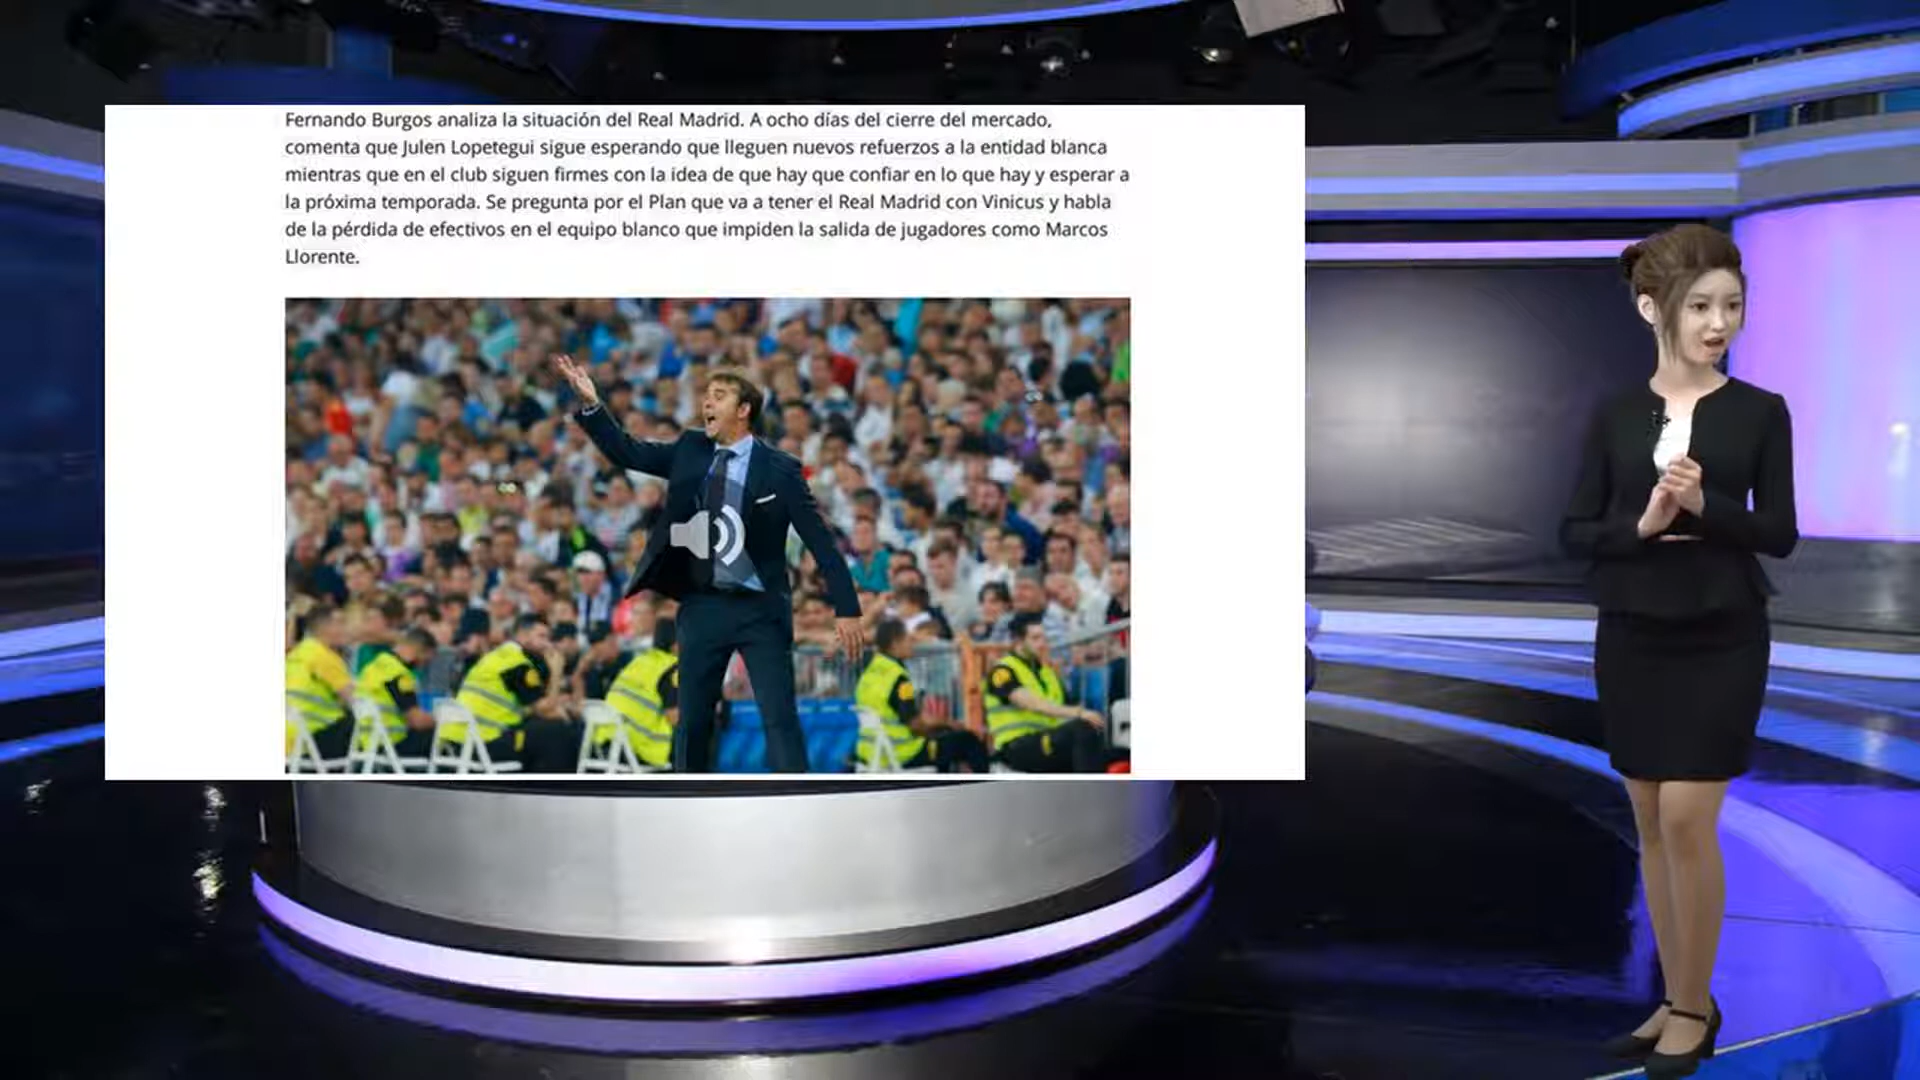 Fernando Burgos analiza la situación del Real Madrid. A ocho días del cierre del mercado,
comenta que Julen Lopetegui sigue esperando que lleguen nuevos refuerzos a la entidad blanca
mientras que en el club siguen firmes con la idea de que hay que confiar en lo que hay y esperar a
la próxima temporada. Se pregunta por el Plan que va a tener el Real Madrid con Vinicus y habla
de la pérdida de efectivos en el equipo blanco que impiden la salida de jugadores como Marcos
Llorente.